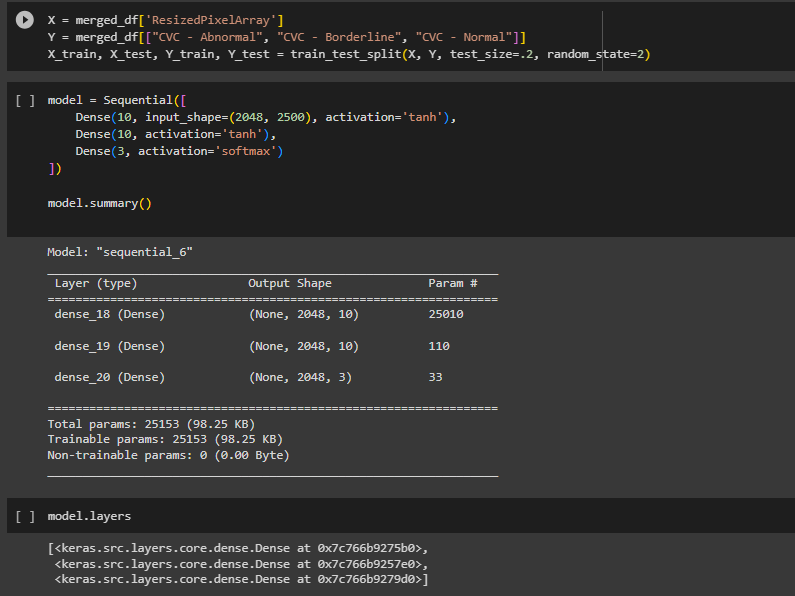 X = merged_df['ResizedPixelArray']
Y = merged_df[["CVC - Abnormal", "CVC - Borderline", "CVC - Normal"]]
X_train, X_test, Y_train, Y_test = train_test_split(X, Y, test_size=.2, random_state=2)
[ ] model = Sequential([
Dense(10, input_shape=(2048, 2500), activation='tanh'),
Dense(10, activation='tanh'),
Dense(3, activation='softmax')
])
model.summary()
Model: "sequential_6"
_________________________________________________________________
Layer (type) Output Shape Param #
=================================================================
dense_18 (Dense) (None, 2048, 10) 25010
dense_19 (Dense) (None, 2048, 10) 110
dense_20 (Dense) (None, 2048, 3) 33
=================================================================
Total params: 25153 (98.25 KB)
Trainable params: 25153 (98.25 KB)
Non-trainable params: 0 (0.00 Byte)
_________________________________________________________________
[ ] model.layers
[<keras.src.layers.core.dense.Dense at 0x7c766b9275b0>,
<keras.src.layers.core.dense.Dense at 0x7c766b9257e0>,
<keras.src.layers.core.dense.Dense at 0x7c766b9279d0>]